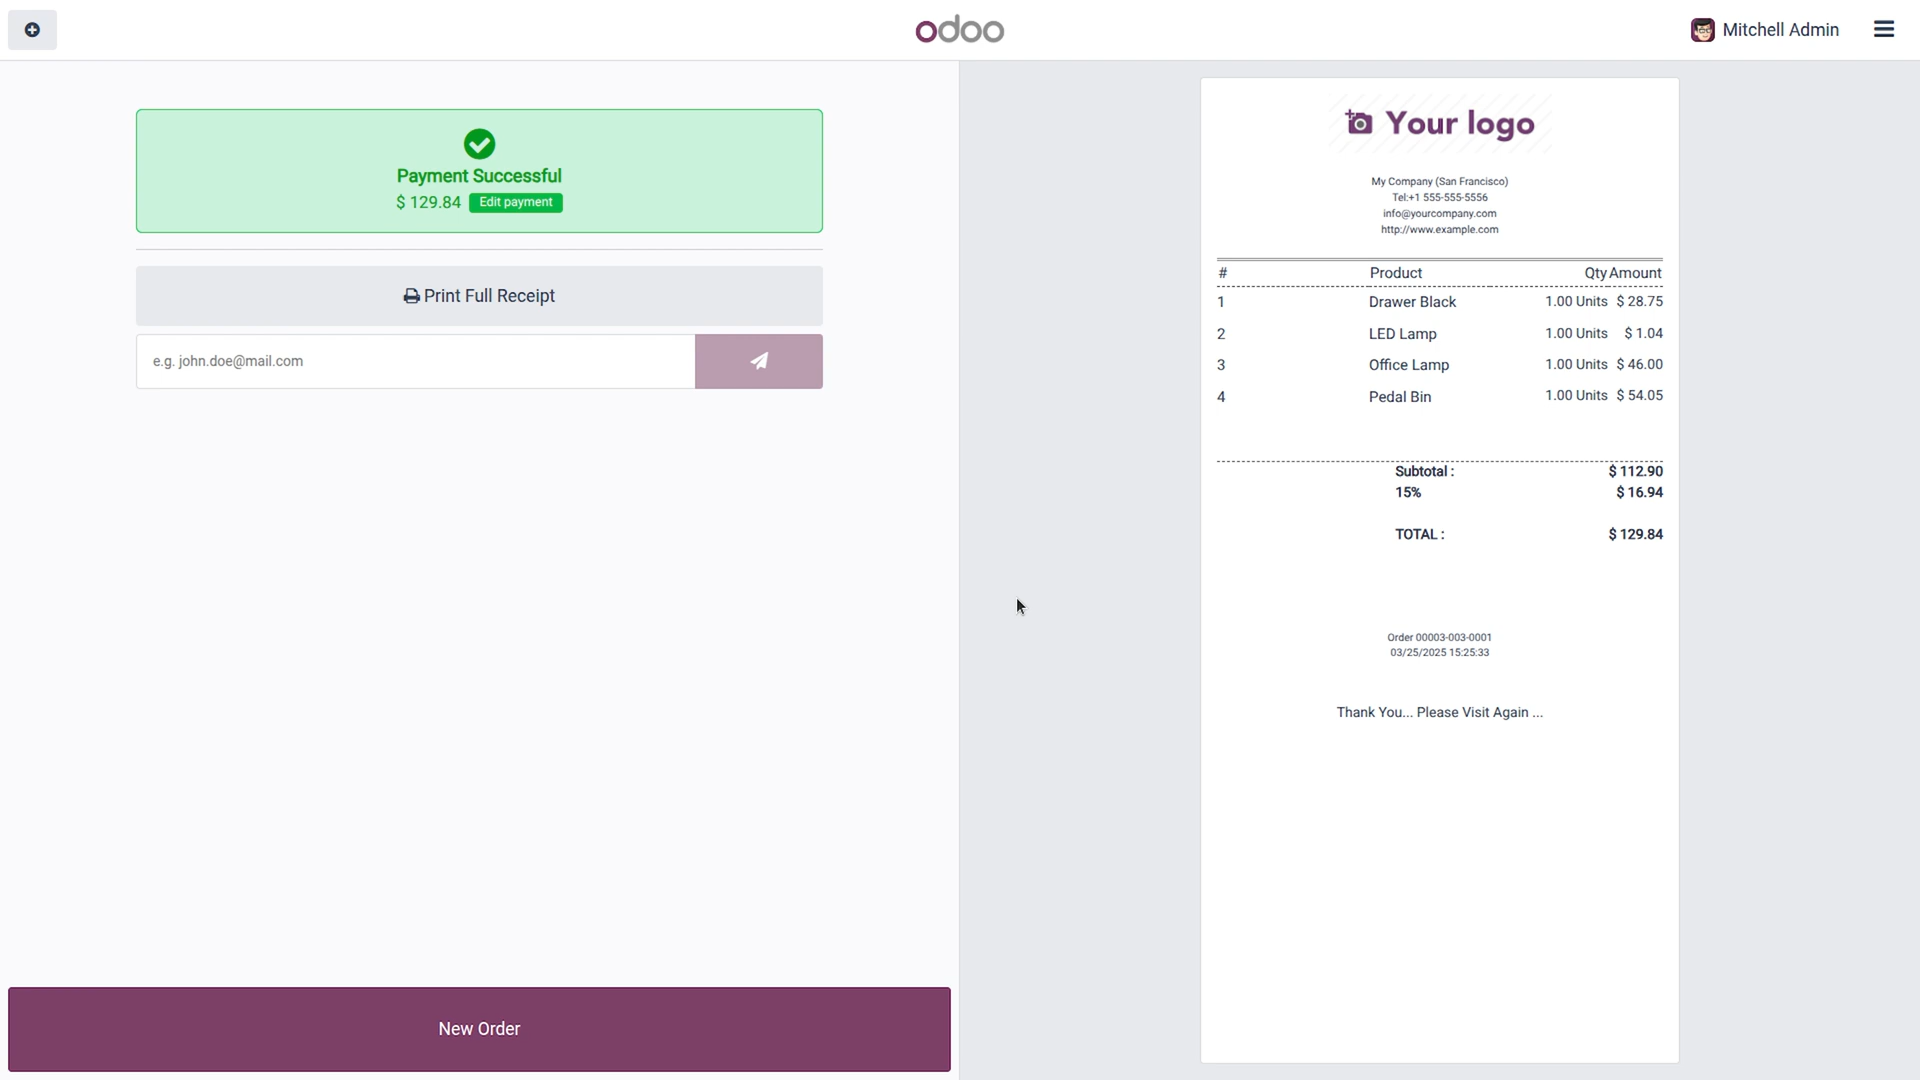 odoo
Mitchell Admin
Payment Successful
$ 129.84 Edit payment
Print Full Receipt
e.g. john.doe@mail.com
New Order
Your logo
My Company (San Francisco)
Tel:+1 555-555-5556
info@yourcompany.com
http://www.example.com
# Product Qty Amount
1 Drawer Black 1.00 Units $ 28.75
2 LED Lamp 1.00 Units $ 1.04
3 Office Lamp 1.00 Units $ 46.00
4 Pedal Bin 1.00 Units $ 54.05
Subtotal : $ 112.90
15% $ 16.94
TOTAL : $ 129.84
Order 00003-003-0001
03/25/2025 15:25:33
Thank You... Please Visit Again ...